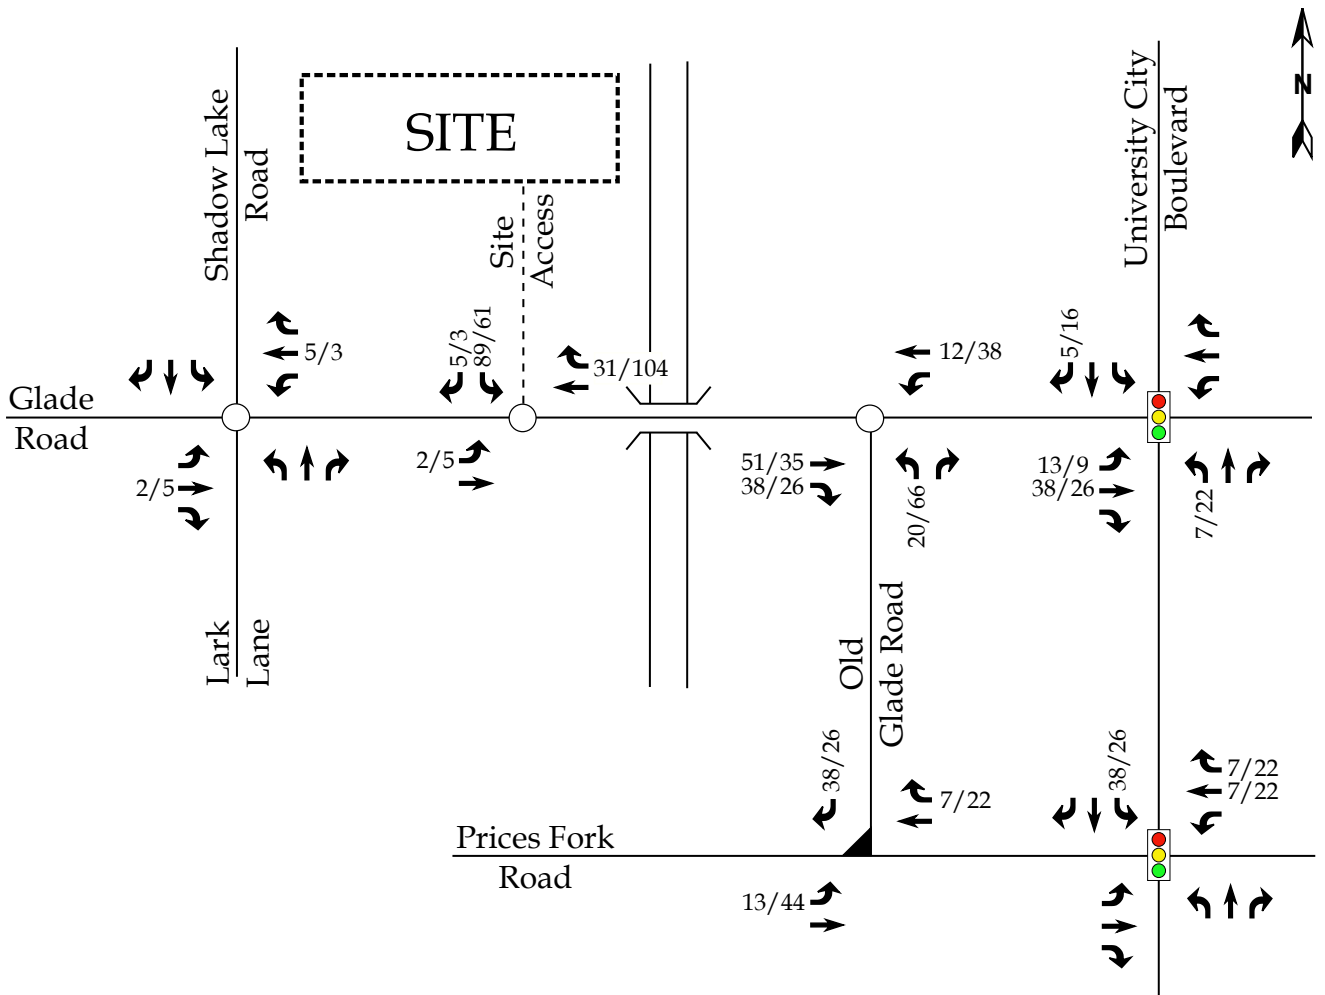 N
SITE
Shadow Lake
Road
Site
Access
University City
Boulevard
5/3
5/3
89/61
31/104
12/38
5/16
Glade
Road
2/5
2/5
51/35
38/26
20/66
13/9
38/26
7/22
Lark
Lane
Old
Glade Road
38/26
7/22
38/26
7/22
7/22
Prices Fork
Road
13/44